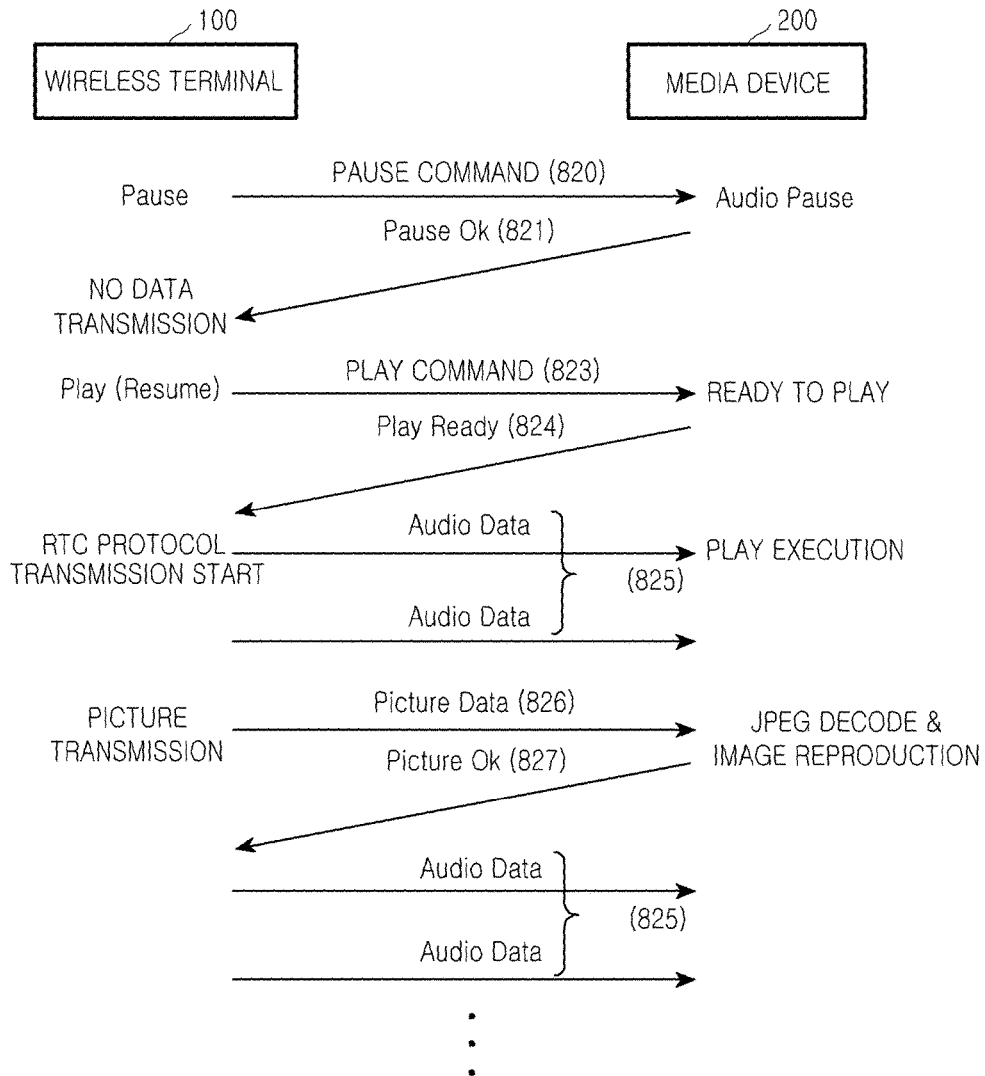 100
200
WIRELESS TERMINAL
MEDIA DEVICE
PAUSE COMMAND (820)
Pause
Audio Pause
Pause Ok (821)
NO DATA
TRANSMISSION
PLAY COMMAND (823)
Play (Resume)
READY TO PLAY
Play Ready (824)
Audio Data
RTC PROTOCOL
TRANSMISSION START
PLAY EXECUTION
(825)
Audio Data
Picture Data (826)
PICTURE
TRANSMISSION
JPEG DECODE &
IMAGE REPRODUCTION
Picture Ok (827)
Audio Data
(825)
Audio Data